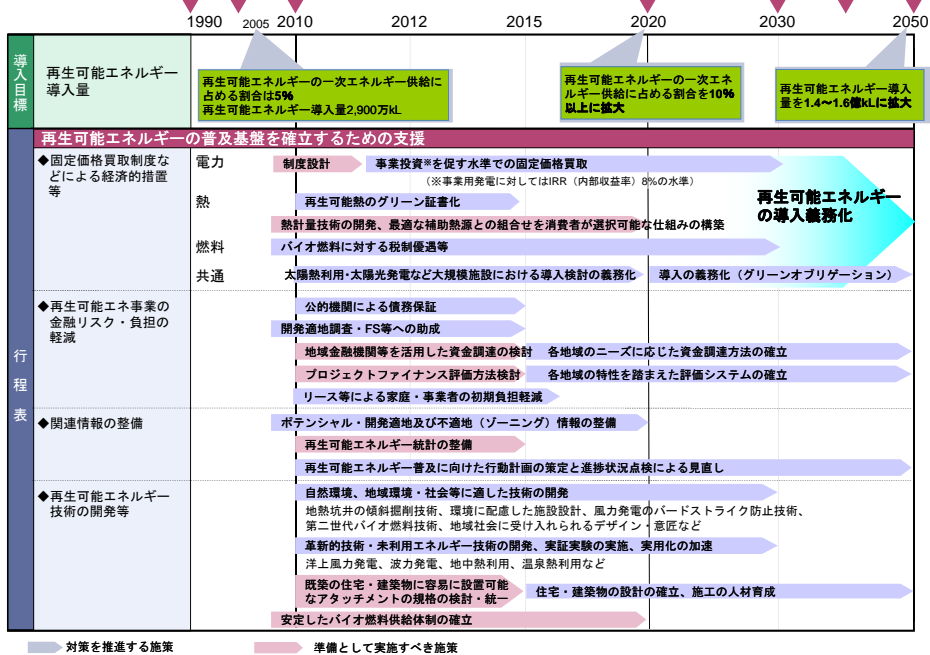 1990 2005 2010 2012 2015 2020 2030 2050
導入目標
再生可能エネルギー
導入量
再生可能エネルギーの一次エネルギー供給に
占める割合は5%
再生可能エネルギー導入量2,900万kL
再生可能エネルギーの一次エネ
ルギー供給に占める割合を10%
以上に拡大
再生可能エネルギー導入
量を1.4～1.6億kLに拡大
行程表
再生可能エネルギーの普及基盤を確立するための支援
◆固定価格買取制度な
どによる経済的措置
等
電力
制度設計
事業投資※を促す水準での固定価格買取
（※事業用発電に対してはIRR（内部収益率）8%の水準）
熱
再生可能熱のグリーン証書化
熱計量技術の開発、最適な補助熱源との組合せを消費者が選択可能な仕組みの構築
燃料
バイオ燃料に対する税制優遇等
共通
太陽熱利用・太陽光発電など大規模施設における導入検討の義務化
導入の義務化（グリーンオブリゲーション）
再生可能エネルギー
の導入義務化
◆再生可能エネ事業の
金融リスク・負担の
軽減
公的機関による債務保証
開発適地調査・FS等への助成
地域金融機関等を活用した資金調達の検討
各地域のニーズに応じた資金調達方法の確立
プロジェクトファイナンス評価方法検討
各地域の特性を踏まえた評価システムの確立
リース等による家庭・事業者の初期負担軽減
◆関連情報の整備
ポテンシャル・開発適地及び不適地（ゾーニング）情報の整備
再生可能エネルギー統計の整備
再生可能エネルギー普及に向けた行動計画の策定と進捗状況点検による見直し
◆再生可能エネルギー
技術の開発等
自然環境、地域環境・社会等に適した技術の開発
地熱坑井の傾斜掘削技術、環境に配慮した施設設計、風力発電のバードストライク防止技術、
第二世代バイオ燃料技術、地域社会に受け入れられるデザイン・意匠など
革新的技術・未利用エネルギー技術の開発、実証実験の実施、実用化の加速
洋上風力発電、波力発電、地中熱利用、温泉熱利用など
既築の住宅・建築物に容易に設置可能
なアタッチメントの規格の検討・統一
住宅・建築物の設計の確立、施工の人材育成
安定したバイオ燃料供給体制の確立
対策を推進する施策
準備として実施すべき施策